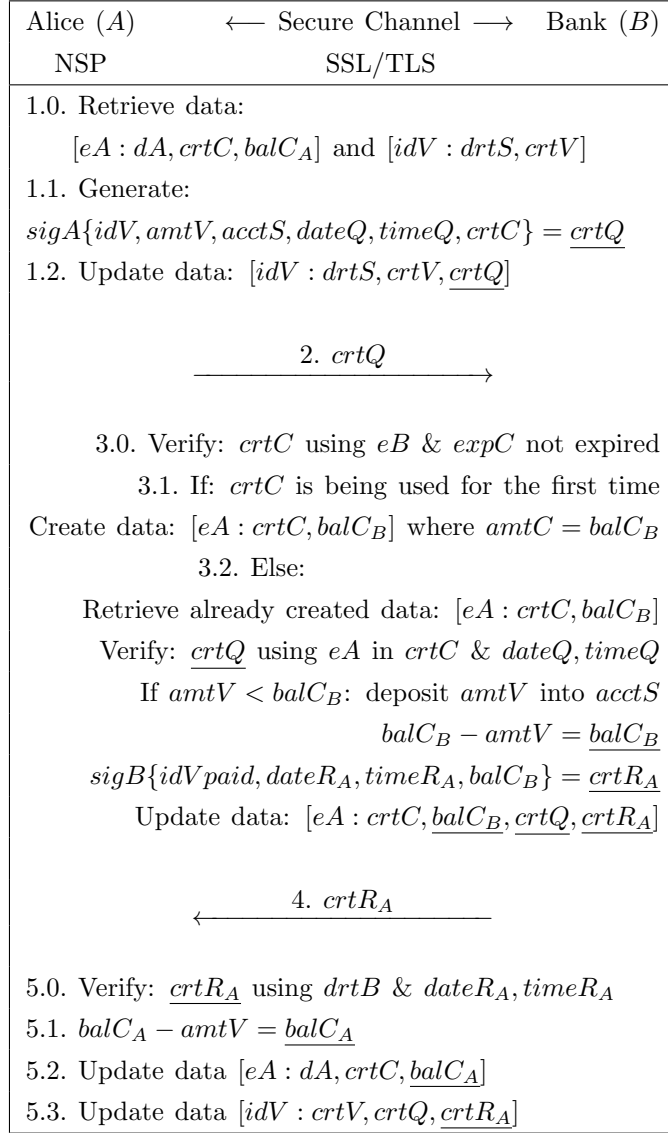 Alice (A) ⟵ Secure Channel ⟶ Bank (B)
NSP SSL/TLS
1.0. Retrieve data:
[eA : dA, crtC, balC_A] and [idV : drtS, crtV]
1.1. Generate:
sigA{idV, amtV, acctS, dateQ, timeQ, crtC} = crtQ
1.2. Update data: [idV : drtS, crtV, crtQ]
2. crtQ
3.0. Verify: crtC using eB & expC not expired
3.1. If: crtC is being used for the first time
Create data: [eA : crtC, balC_B] where amtC = balC_B
3.2. Else:
Retrieve already created data: [eA : crtC, balC_B]
Verify: crtQ using eA in crtC & dateQ, timeQ
If amtV < balC_B: deposit amtV into acctS
balC_B − amtV = balC_B
sigB{idVpaid, dateR_A, timeR_A, balC_B} = crtR_A
Update data: [eA : crtC, balC_B, crtQ, crtR_A]
4. crtR_A
5.0. Verify: crtR_A using drtB & dateR_A, timeR_A
5.1. balC_A − amtV = balC_A
5.2. Update data [eA : dA, crtC, balC_A]
5.3. Update data [idV : crtV, crtQ, crtR_A]